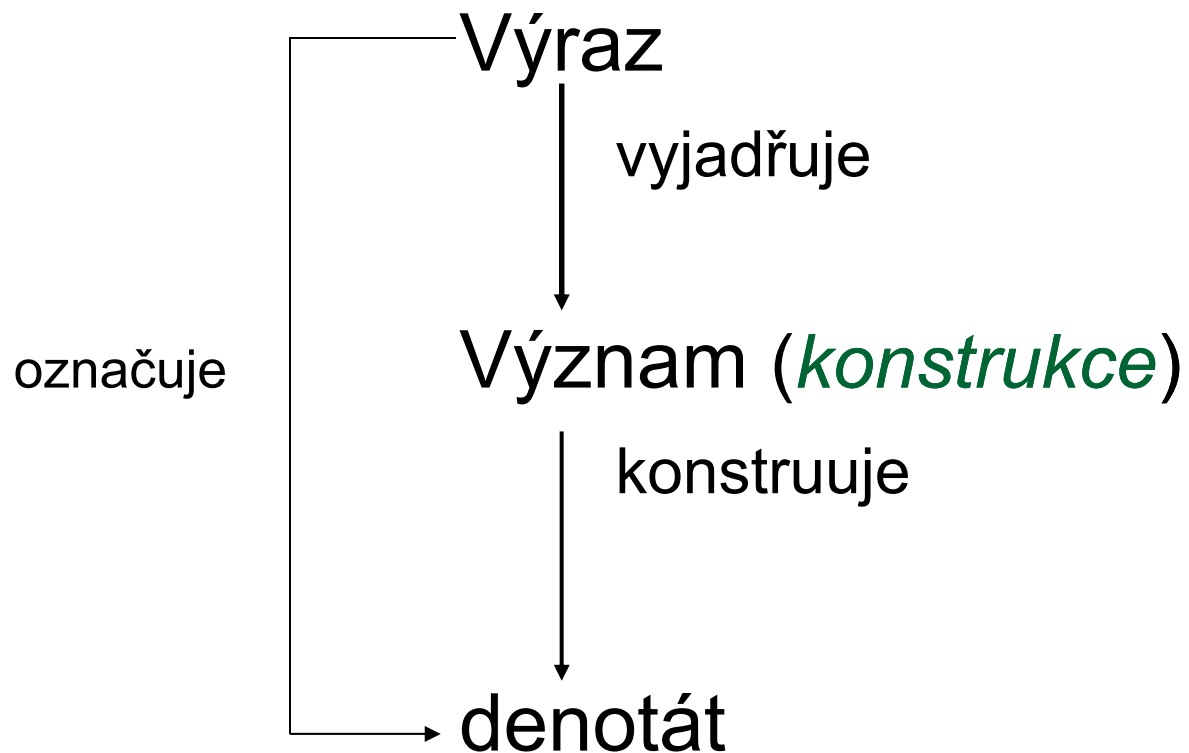 Výraz
vyjadřuje
označuje
Význam (konstrukce)
konstruuje
denotát